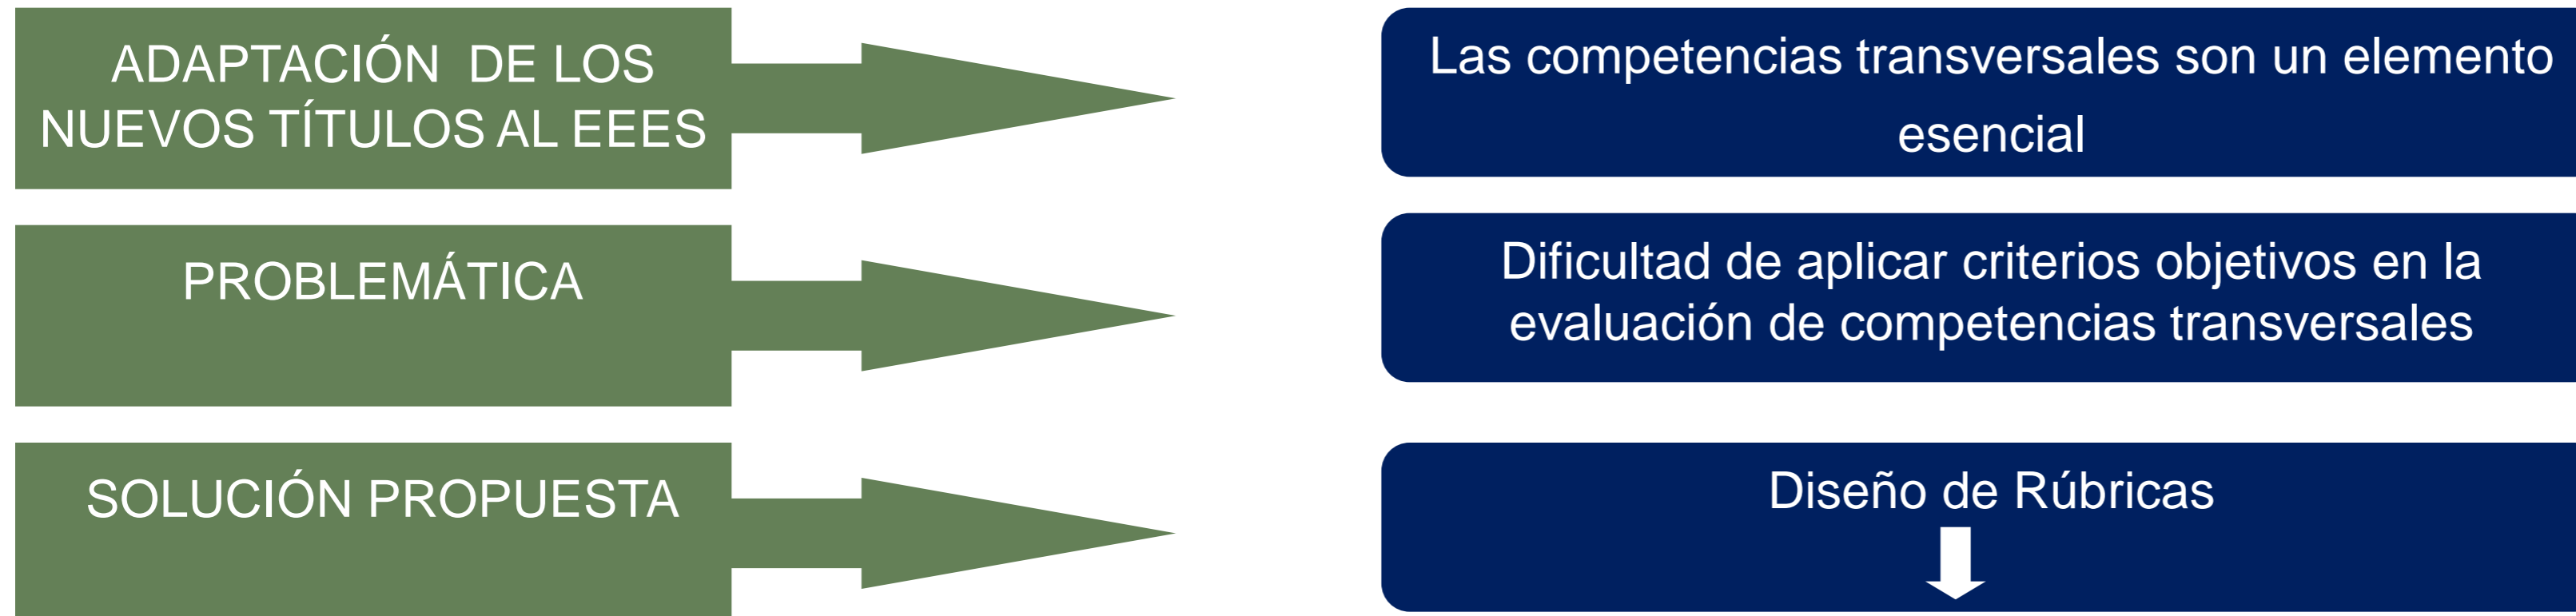 ADAPTACIÓN DE LOS
NUEVOS TÍTULOS AL EEES
Las competencias transversales son un elemento
esencial
PROBLEMÁTICA
Dificultad de aplicar criterios objetivos en la
evaluación de competencias transversales
SOLUCIÓN PROPUESTA
Diseño de Rúbricas